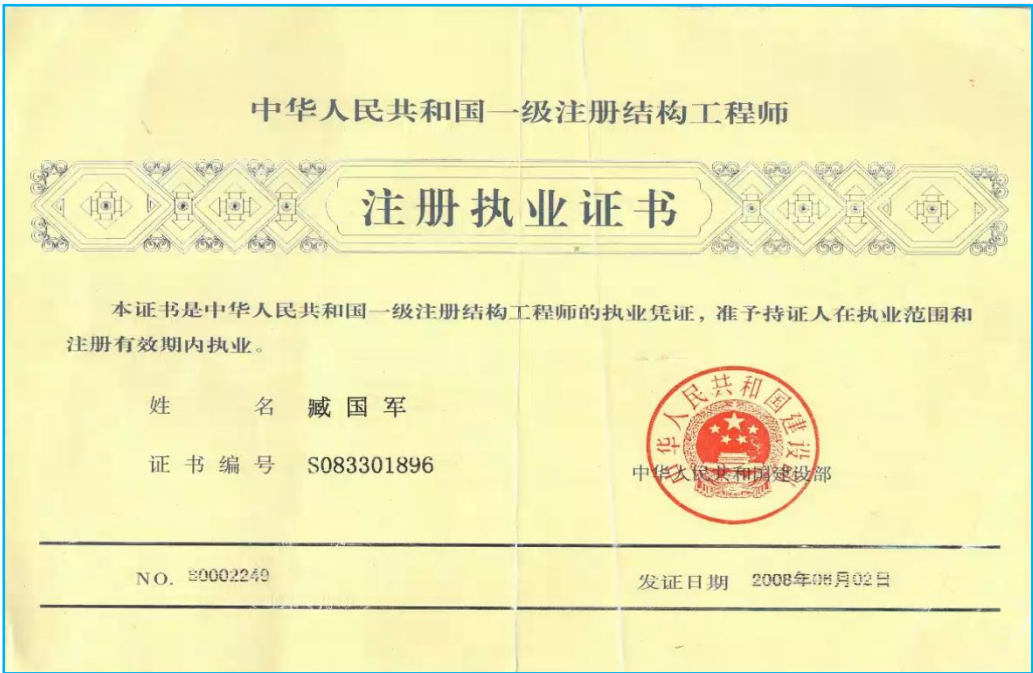 中华人民共和国一级注册结构工程师
注册执业证书
本证书是中华人民共和国一级注册结构工程师的执业凭证，准予持证人在执业范围和
注册有效期内执业。
姓 名 臧国军
证书编号 S083301896
中华人民共和国建设部
中华人民共和国建设部
NO. S0002240
发证日期 2008年06月02日